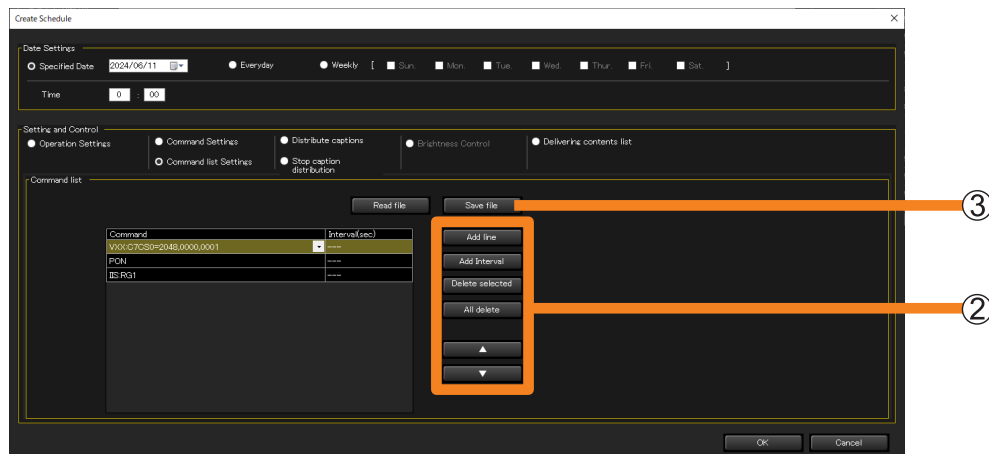 Create Schedule
Date Settings
Specified Date 2024/06/11 Everyday Weekly [ Sun. Mon. Tue. Wed. Thur. Fri. Sat. ]
Time 0 : 00
Setting and Control
Operation Settings Command Settings Distribute captions Brightness Control Delivering contents list
Command list Settings Stop caption
distribution
Command list
Read file Save file ③
Command Interval(sec) Add line
VXX:C7CS0=2048,0000,0001 ---
PON --- Add Interval
IIS:RG1 --- Delete selected
All delete ②
▲
▼
OK Cancel